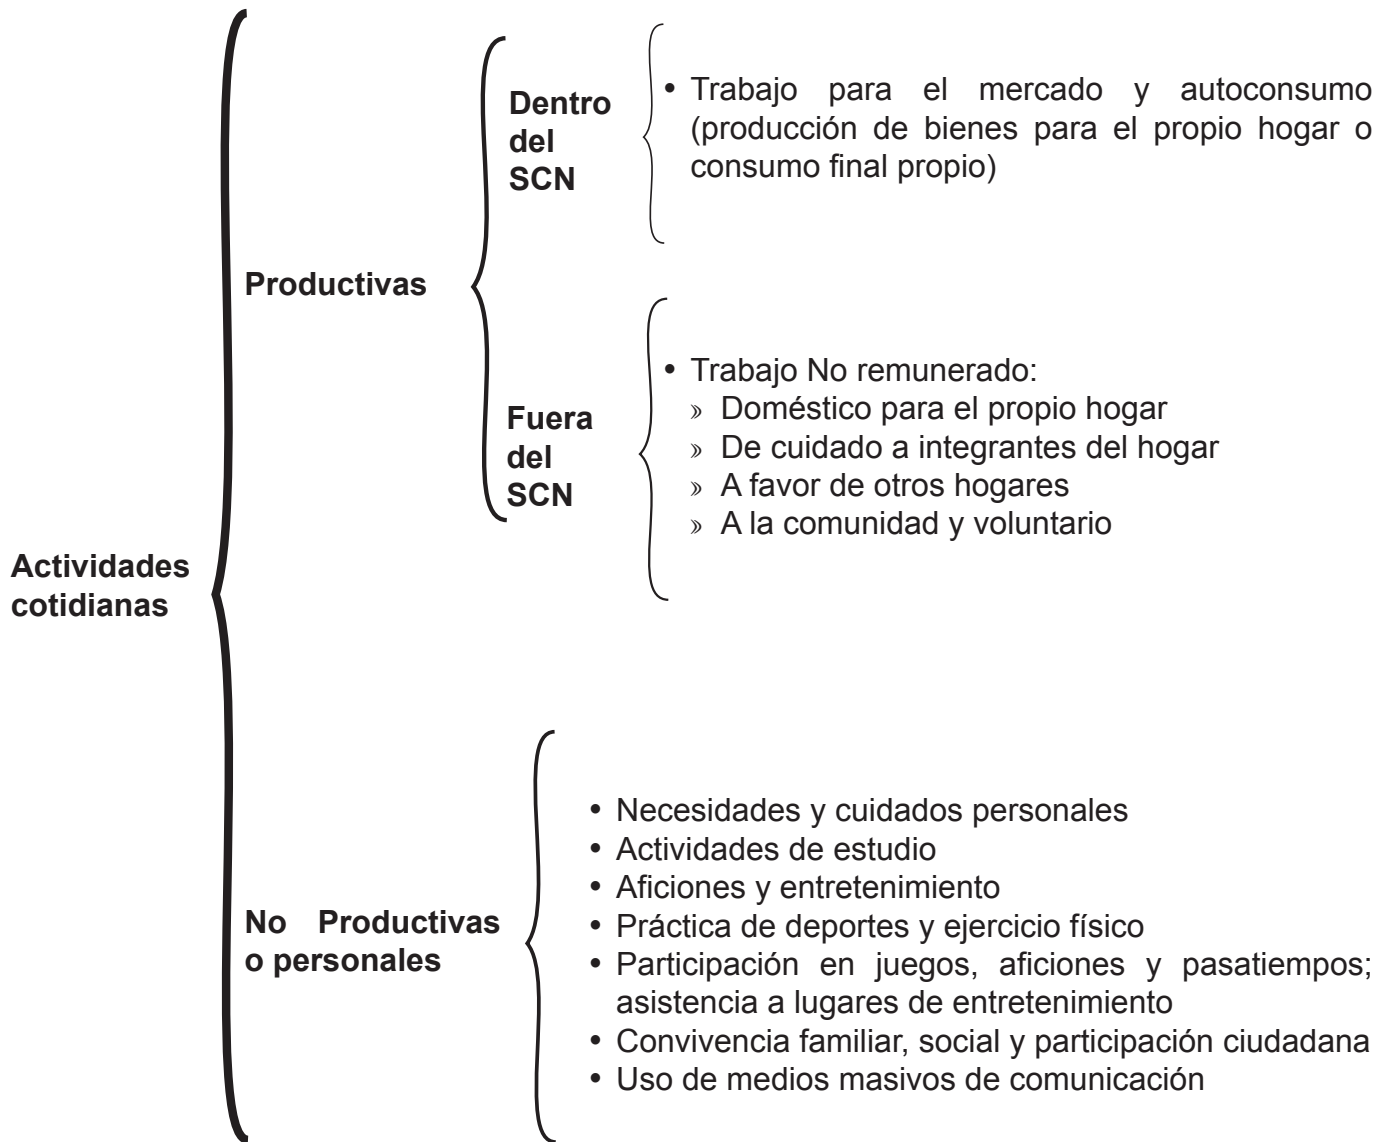 Dentro
del
SCN
• Trabajo para el mercado y autoconsumo
(producción de bienes para el propio hogar o
consumo final propio)
Productivas
Fuera
del
SCN
• Trabajo No remunerado:
» Doméstico para el propio hogar
» De cuidado a integrantes del hogar
» A favor de otros hogares
» A la comunidad y voluntario
Actividades
cotidianas
No Productivas
o personales
• Necesidades y cuidados personales
• Actividades de estudio
• Aficiones y entretenimiento
• Práctica de deportes y ejercicio físico
• Participación en juegos, aficiones y pasatiempos;
asistencia a lugares de entretenimiento
• Convivencia familiar, social y participación ciudadana
• Uso de medios masivos de comunicación